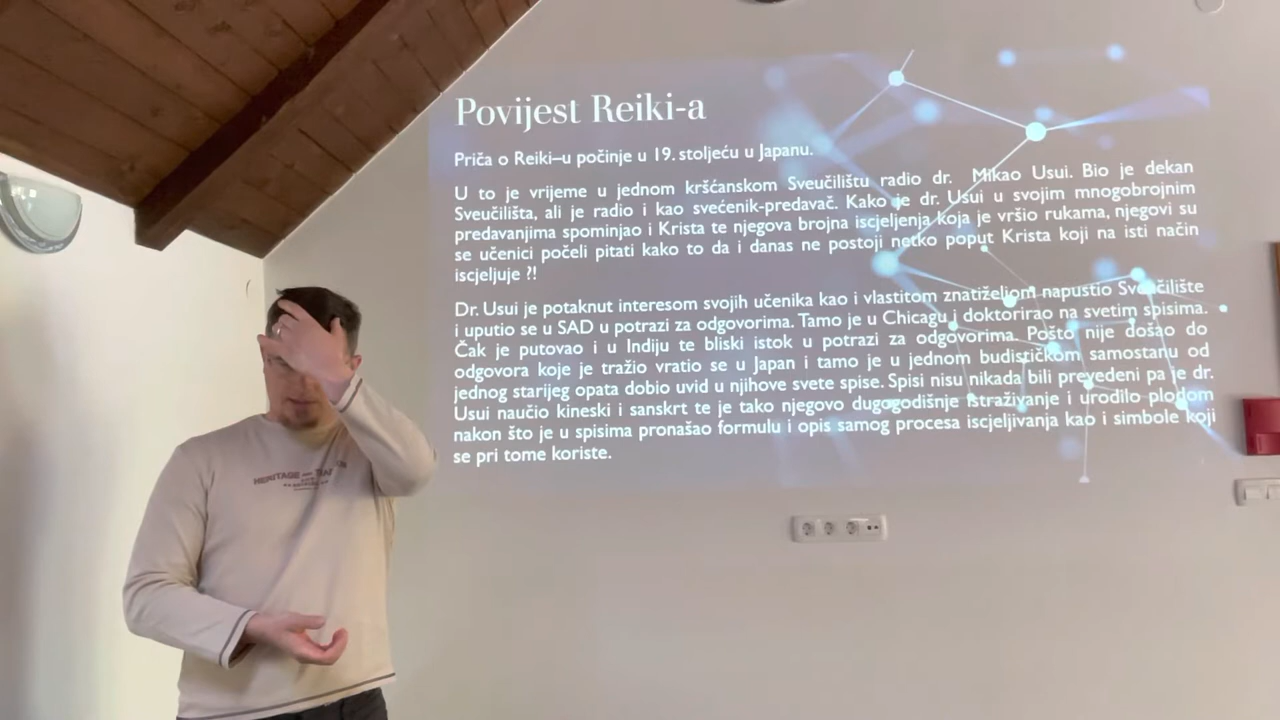 Povijest Reiki-a
Priča o Reiki–u počinje u 19. stoljeću u Japanu.
U to je vrijeme u jednom kršćanskom Sveučilištu radio dr. Mikao Usui. Bio je dekan
Sveučilišta, ali je radio i kao svećenik-predavač. Kako je dr. Usui u svojim mnogobrojnim
predavanjima spominjao i Krista te njegova brojna iscjeljenja koja je vršio rukama, njegovi su
se učenici počeli pitati kako to da i danas ne postoji netko poput Krista koji na isti način
iscjeljuje ?!
Dr. Usui je potaknut interesom svojih učenika kao i vlastitom znatiželjom napustio Sveučilište
i uputio se u SAD u potrazi za odgovorima. Tamo je u Chicagu i doktorirao na svetim spisima.
Čak je putovao i u Indiju te bliski istok u potrazi za odgovorima. Pošto nije došao do
odgovora koje je tražio vratio se u Japan i tamo je u jednom budističkom samostanu od
jednog starijeg opata dobio uvid u njihove svete spise. Spisi nisu nikada bili prevedeni pa je dr.
Usui naučio kineski i sanskrt te je tako njegovo dugogodišnje istraživanje i urodilo plodom
nakon što je u spisima pronašao formulu i opis samog procesa iscjeljivanja kao i simbole koji
se pri tome koriste.
HERITAGE